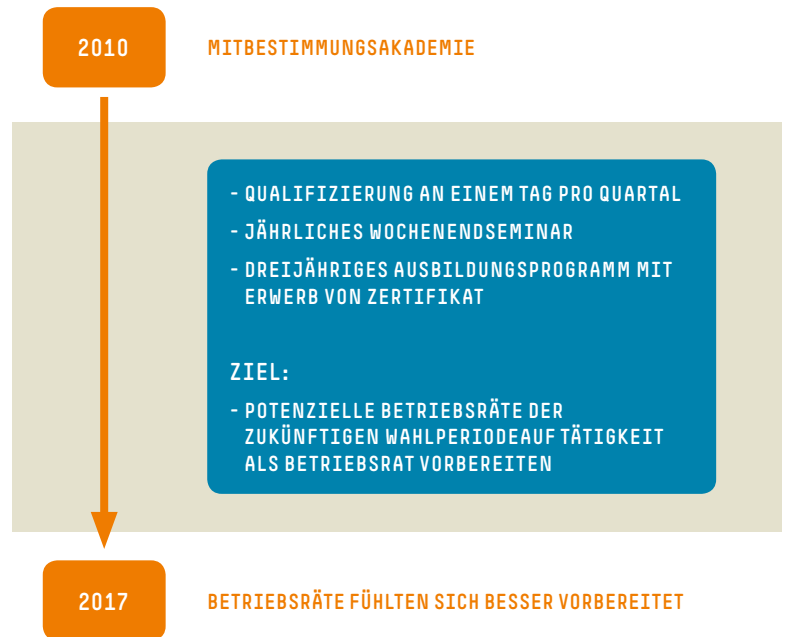 2010
MITBESTIMMUNGSAKADEMIE
- QUALIFIZIERUNG AN EINEM TAG PRO QUARTAL
- JÄHRLICHES WOCHENENDSEMINAR
- DREIJÄHRIGES AUSBILDUNGSPROGRAMM MIT
ERWERB VON ZERTIFIKAT
ZIEL:
- POTENZIELLE BETRIEBSRÄTE DER
ZUKÜNFTIGEN WAHLPERIODEAUF TÄTIGKEIT
ALS BETRIEBSRAT VORBEREITEN
2017
BETRIEBSRÄTE FÜHLTEN SICH BESSER VORBEREITET